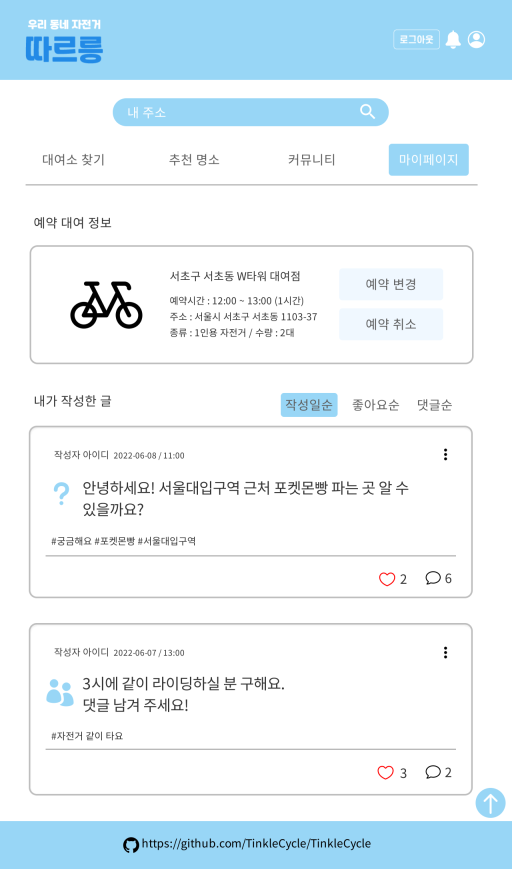 우리 동네 자전거
따르릉
로그아웃
내 주소
대여소 찾기
추천 명소
커뮤니티
마이페이지
예약 대여 정보
서초구 서초동 W타워 대여점
예약시간 : 12:00 ~ 13:00 (1시간)
주소 : 서울시 서초구 서초동 1103-37
종류 : 1인용 자전거 / 수량 : 2대
예약 변경
예약 취소
내가 작성한 글
작성일순
좋아요순
댓글순
작성자 아이디 2022-06-08 / 11:00
안녕하세요! 서울대입구역 근처 포켓몬빵 파는 곳 알 수
있을까요?
#궁금해요 #포켓몬빵 #서울대입구역
2
6
작성자 아이디 2022-06-07 / 13:00
3시에 같이 라이딩하실 분 구해요.
댓글 남겨 주세요!
#자전거 같이 타요
3
2
https://github.com/TinkleCycle/TinkleCycle